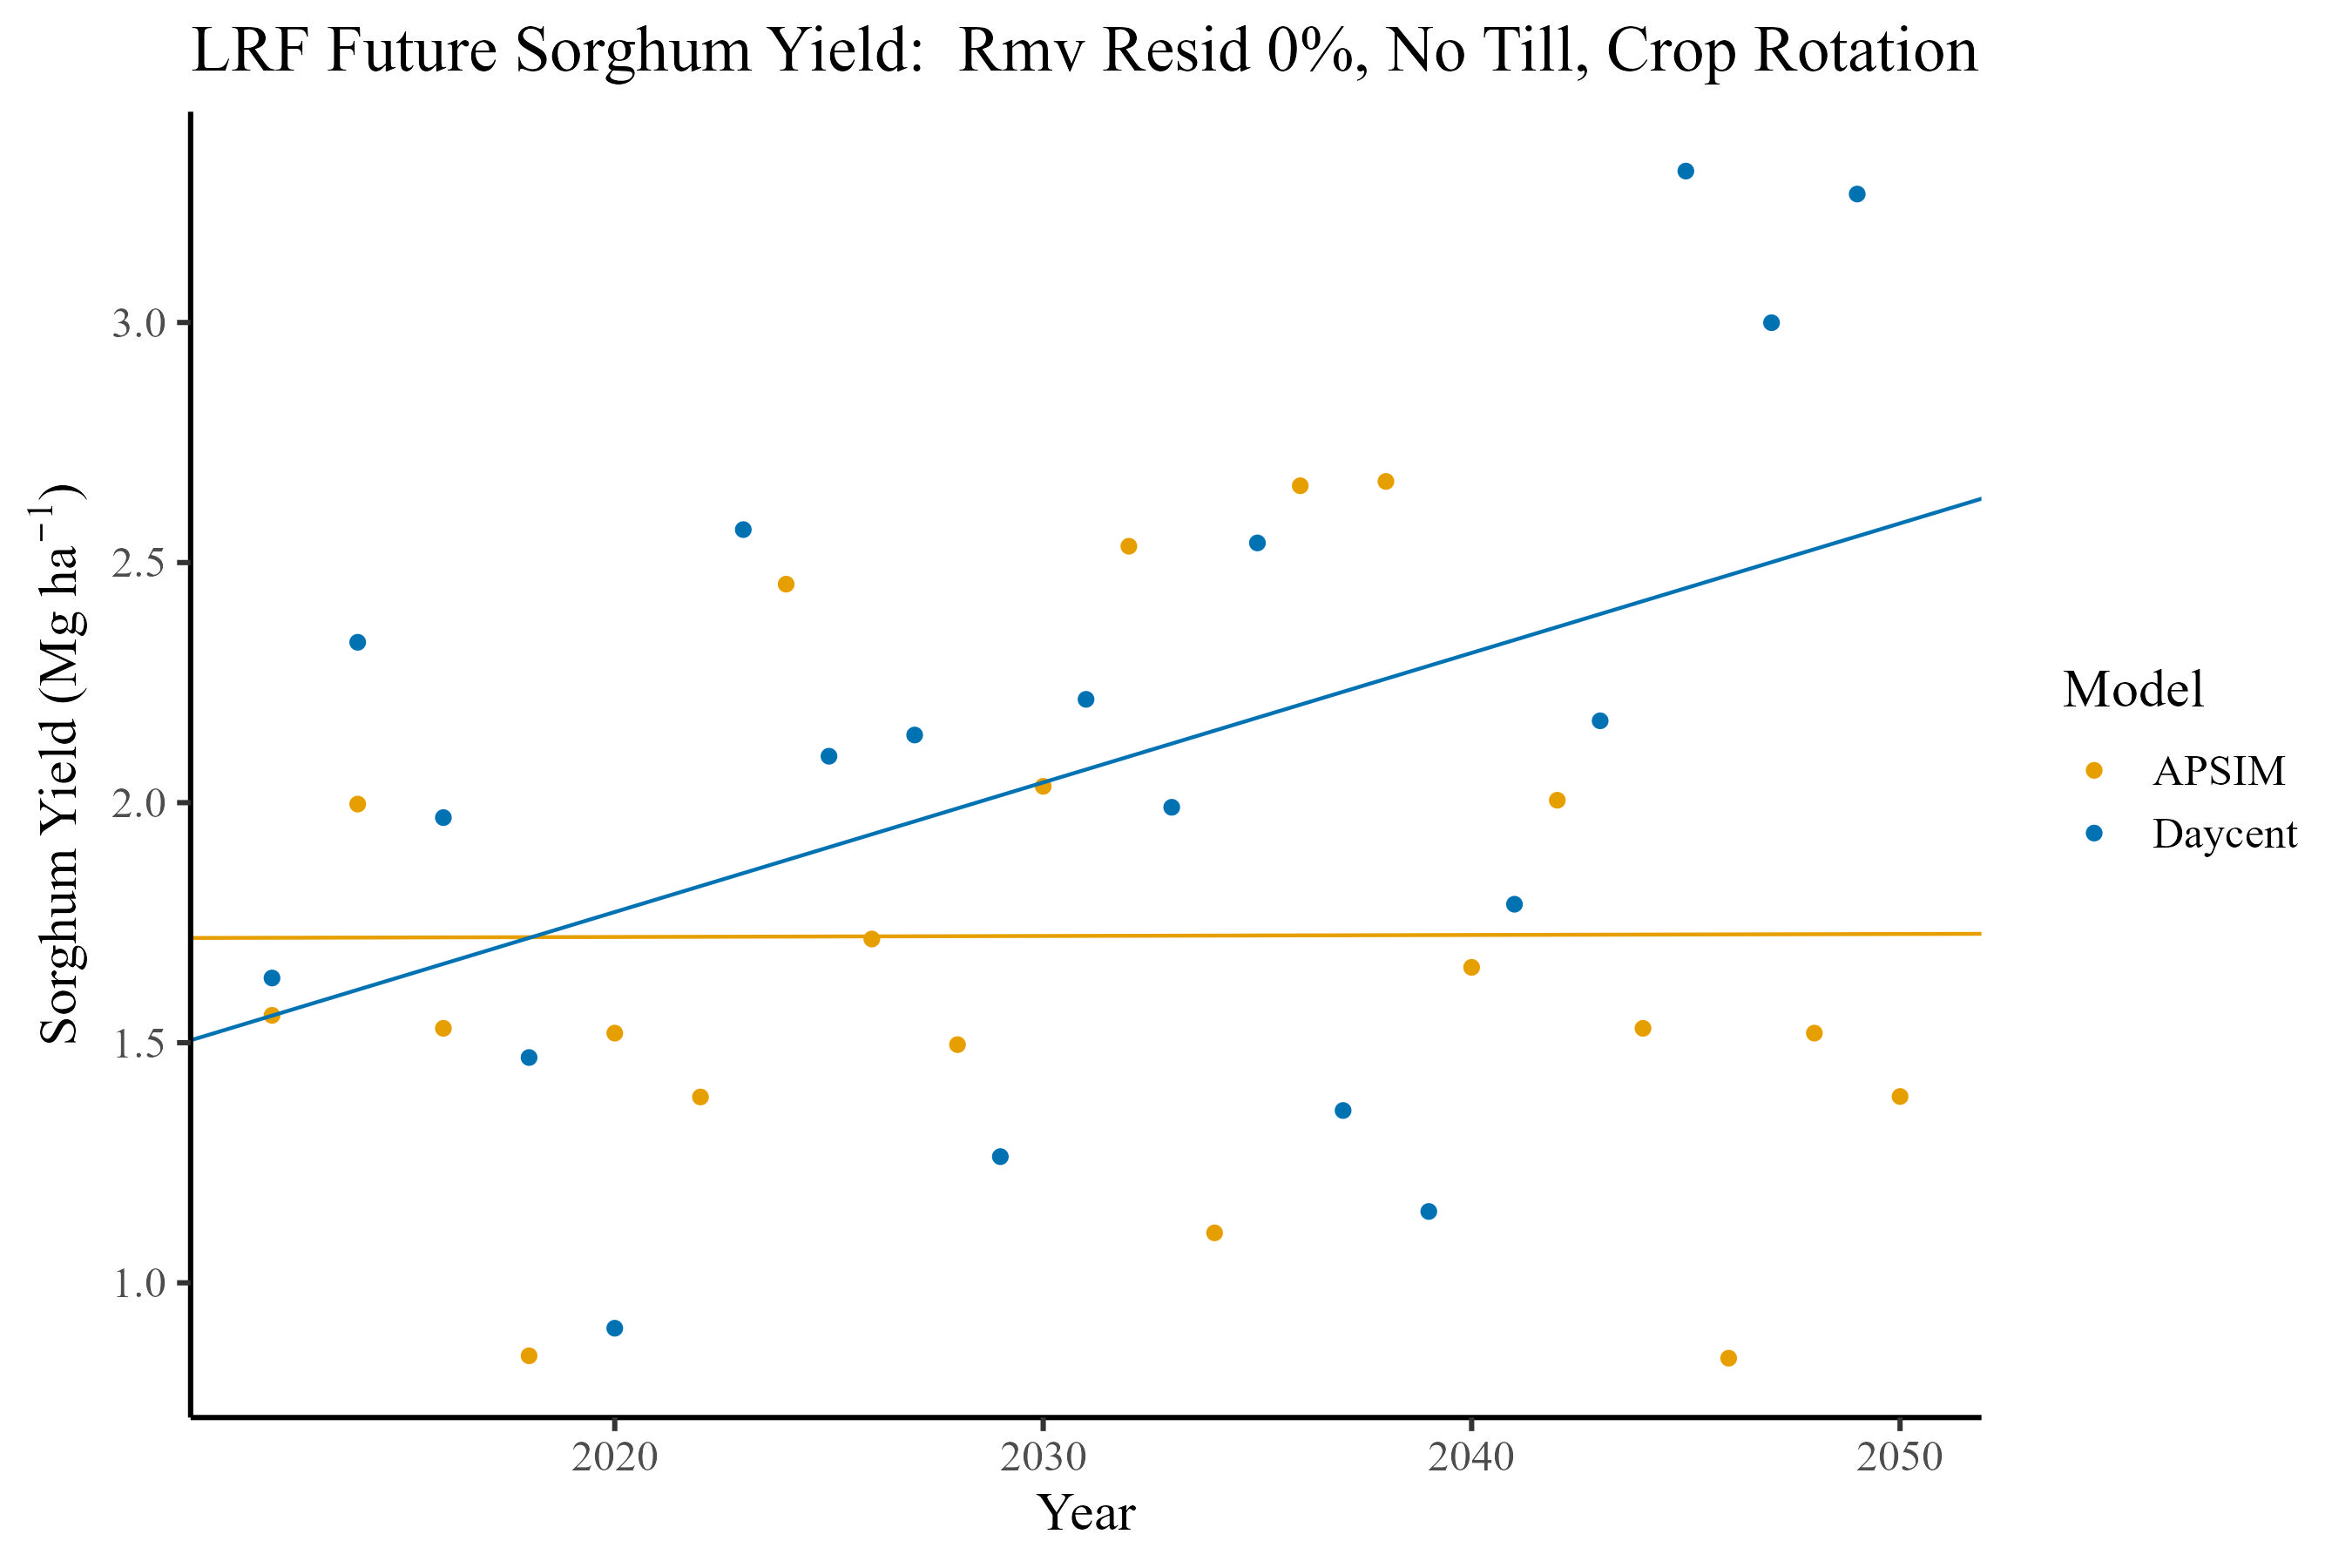 LRF Future Sorghum Yield:  Rmv Resid 0%, No Till, Crop Rotation
Sorghum Yield (Mg ha⁻¹)
3.0
2.5
2.0
1.5
1.0
2020 2030 2040 2050
Year
Model
APSIM
Daycent